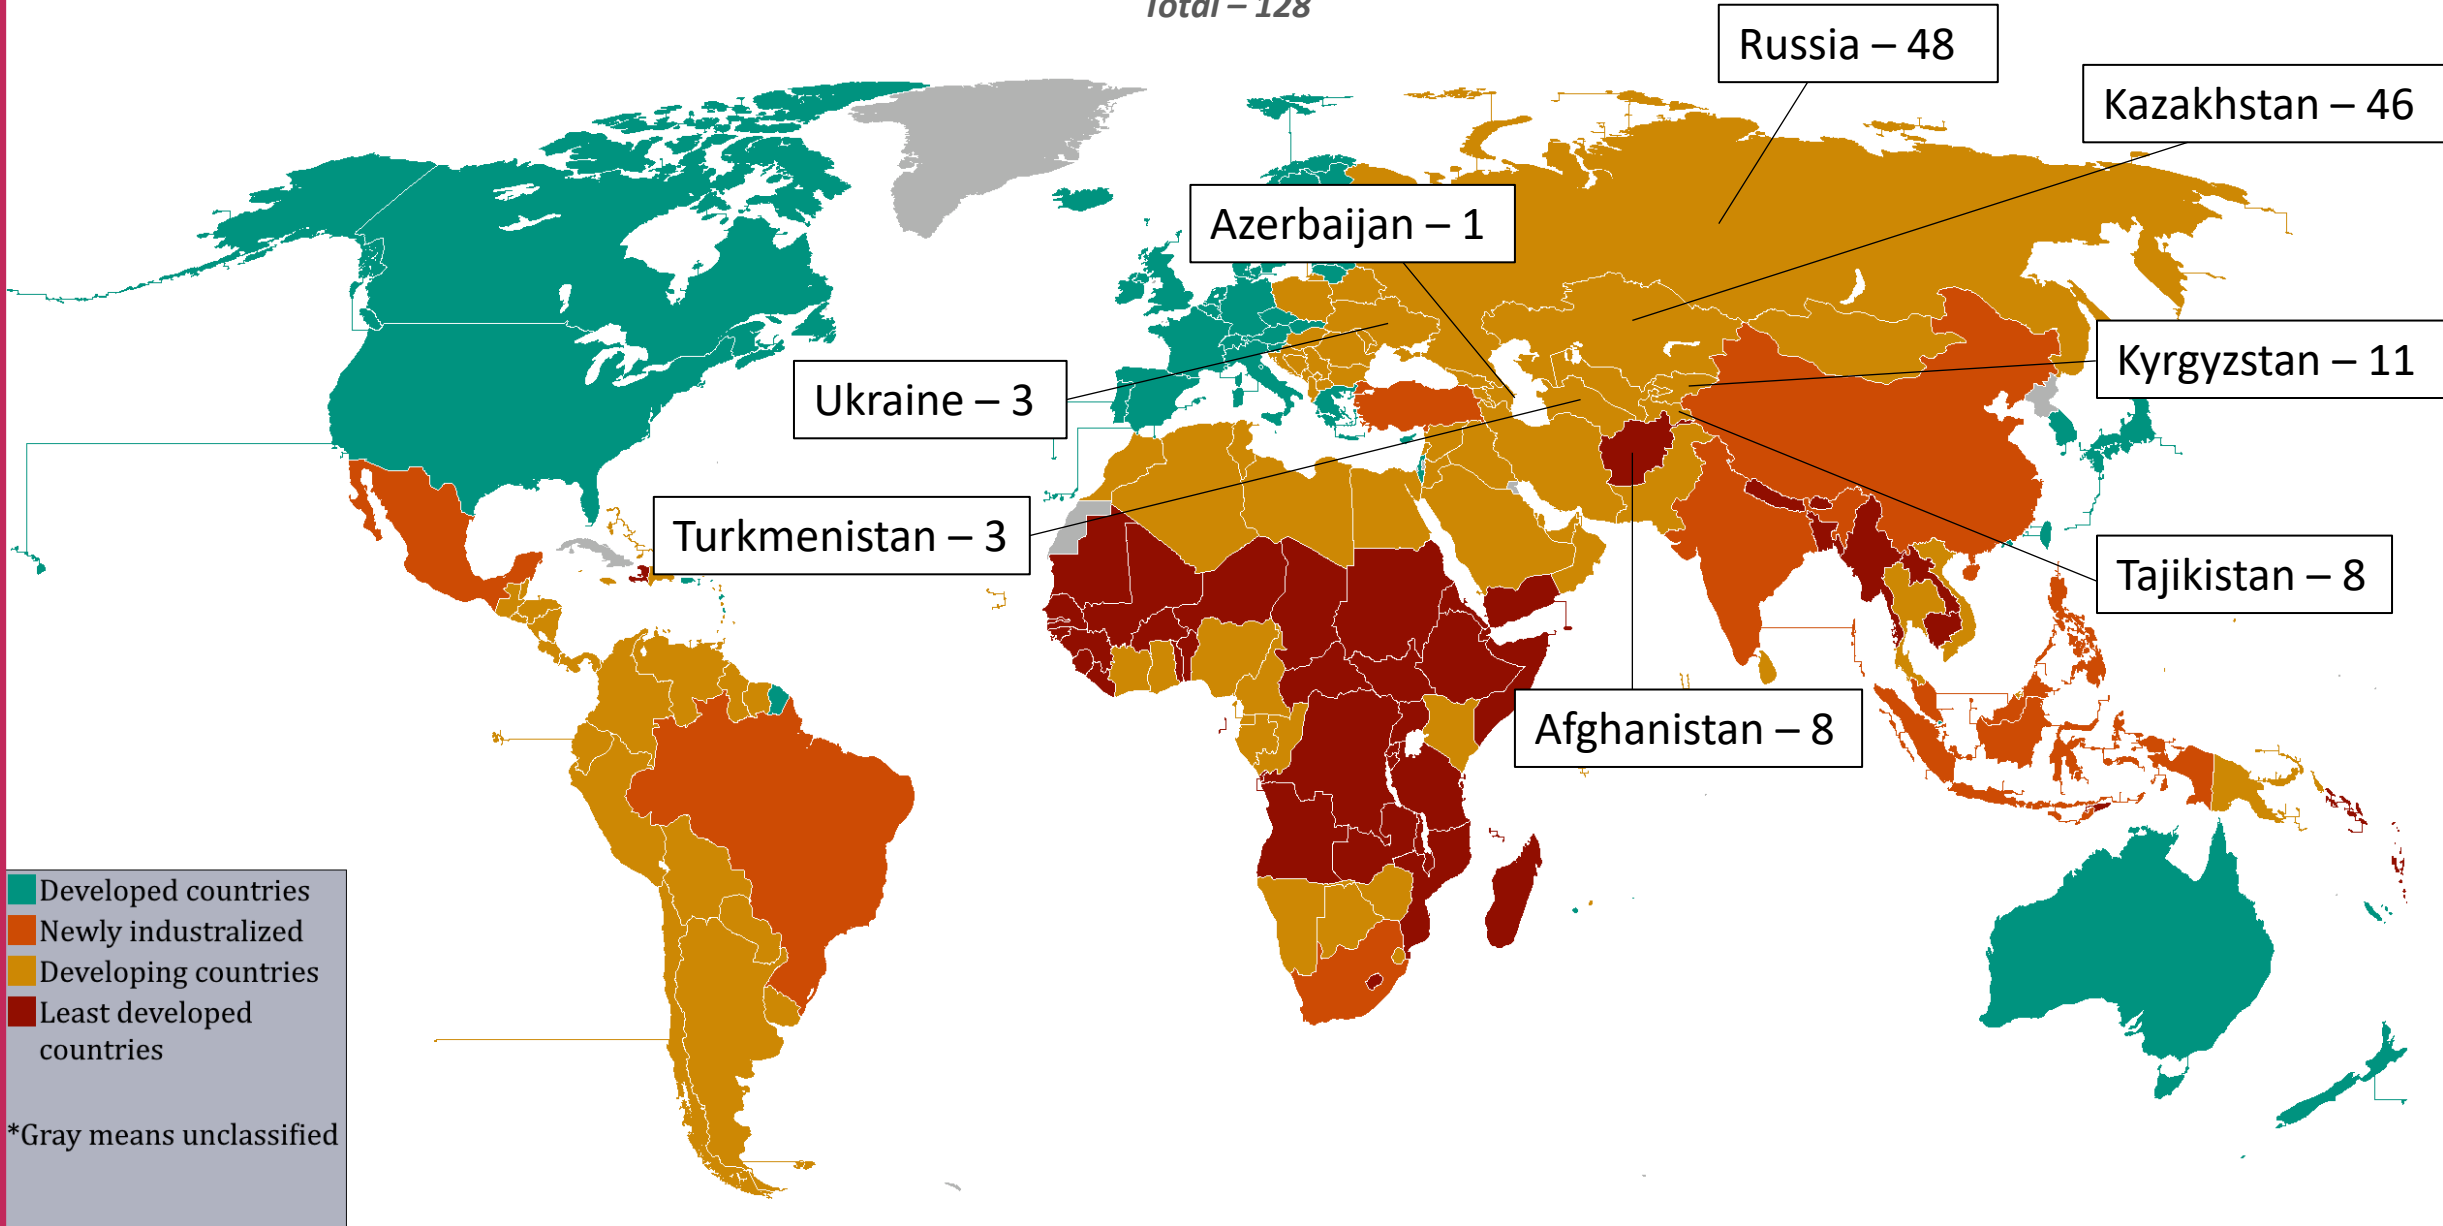 Total – 128
Russia – 48
Kazakhstan – 46
Azerbaijan – 1
Ukraine – 3
Kyrgyzstan – 11
Turkmenistan – 3
Tajikistan – 8
Afghanistan – 8
Developed countries
Newly industralized
Developing countries
Least developed
countries
*Gray means unclassified